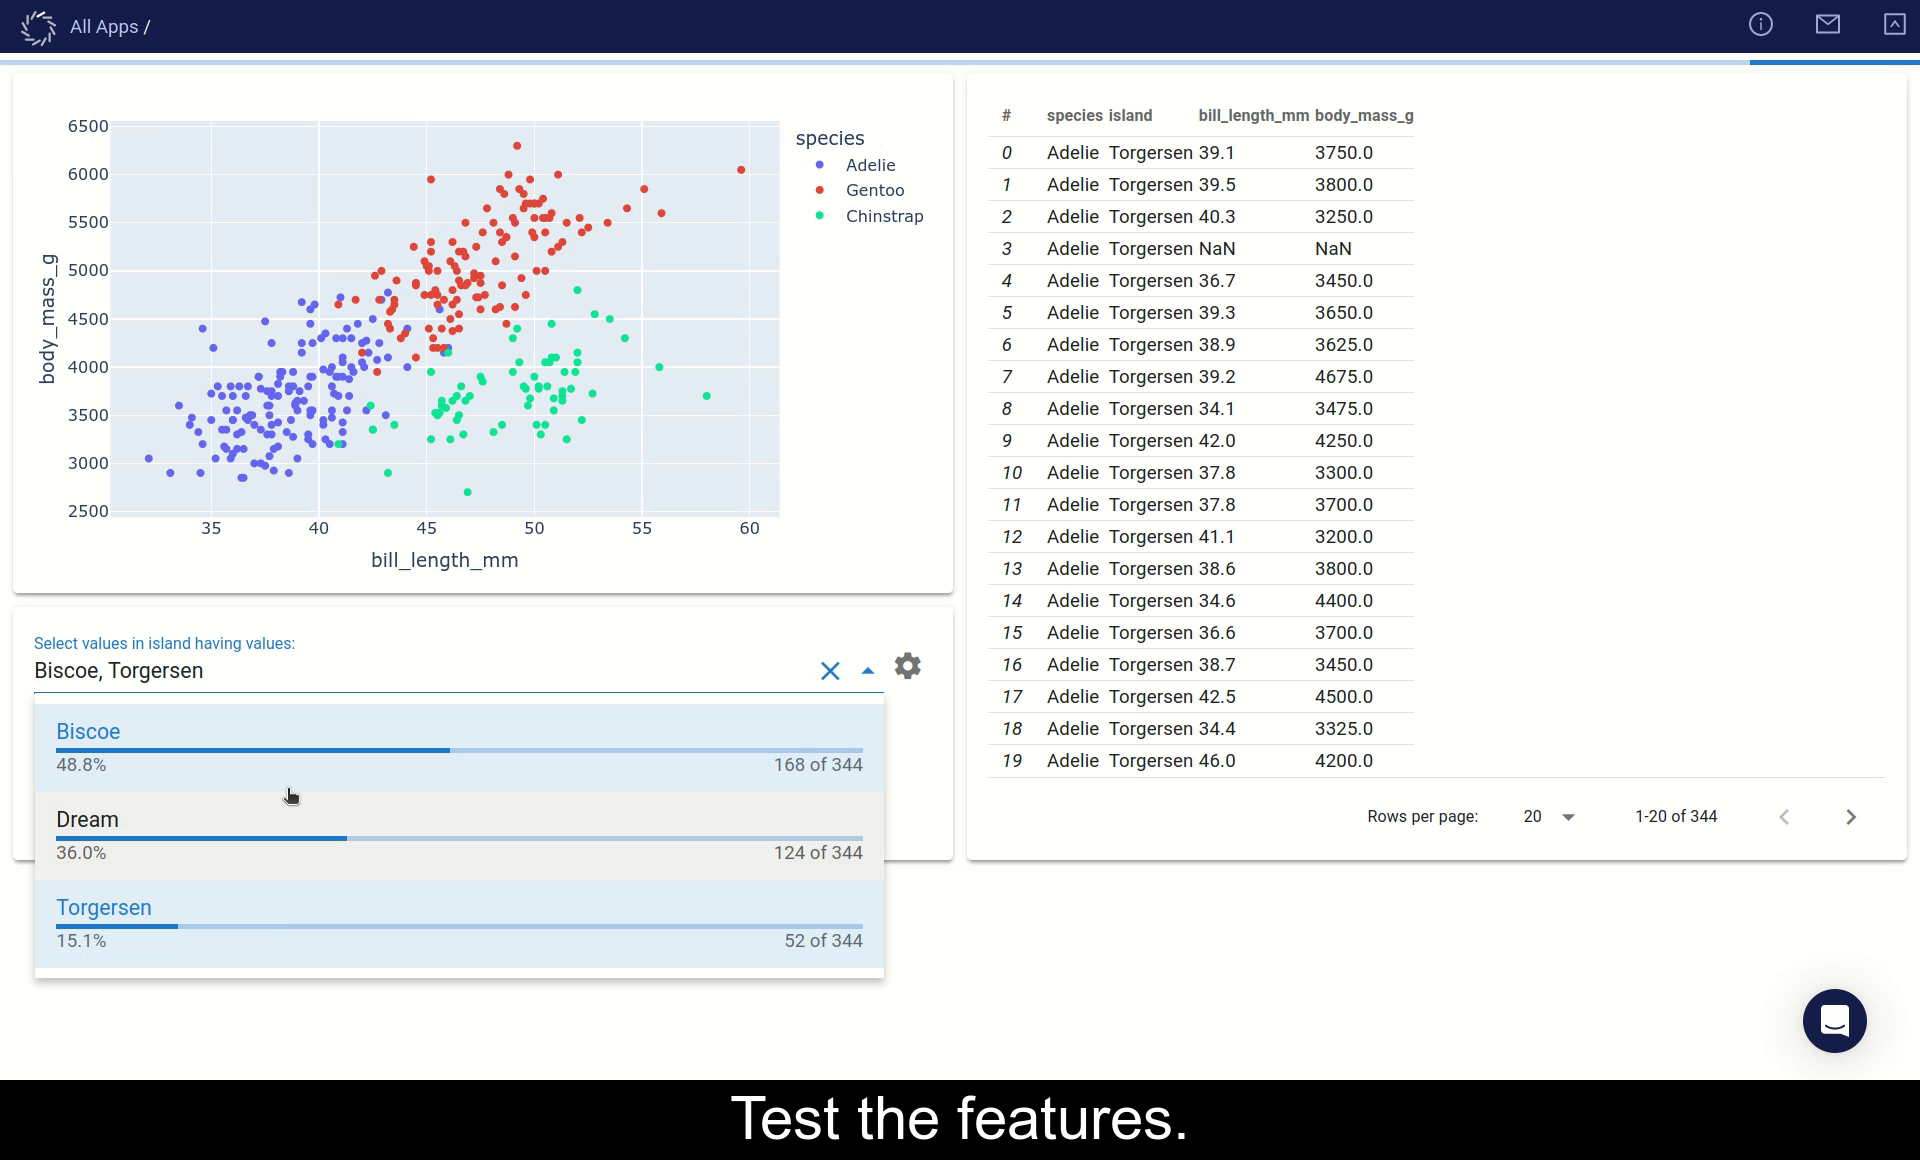 All Apps /
6500
6000
5500
5000
4500
4000
3500
3000
2500
body_mass_g
35 40 45 50 55 60
bill_length_mm
species
Adelie
Gentoo
Chinstrap
Select values in island having values:
Biscoe, Torgersen
Biscoe
48.8% 168 of 344
Dream
36.0% 124 of 344
Torgersen
15.1% 52 of 344
# species island bill_length_mm body_mass_g
0 Adelie Torgersen 39.1 3750.0
1 Adelie Torgersen 39.5 3800.0
2 Adelie Torgersen 40.3 3250.0
3 Adelie Torgersen NaN NaN
4 Adelie Torgersen 36.7 3450.0
5 Adelie Torgersen 39.3 3650.0
6 Adelie Torgersen 38.9 3625.0
7 Adelie Torgersen 39.2 4675.0
8 Adelie Torgersen 34.1 3475.0
9 Adelie Torgersen 42.0 4250.0
10 Adelie Torgersen 37.8 3300.0
11 Adelie Torgersen 37.8 3700.0
12 Adelie Torgersen 41.1 3200.0
13 Adelie Torgersen 38.6 3800.0
14 Adelie Torgersen 34.6 4400.0
15 Adelie Torgersen 36.6 3700.0
16 Adelie Torgersen 38.7 3450.0
17 Adelie Torgersen 42.5 4500.0
18 Adelie Torgersen 34.4 3325.0
19 Adelie Torgersen 46.0 4200.0
Rows per page: 20 1-20 of 344
Test the features.